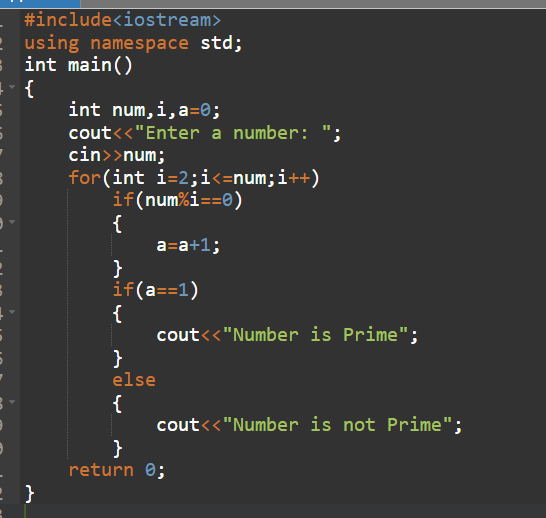 #include<iostream>
using namespace std;
int main()
{
    int num,i,a=0;
    cout<<"Enter a number: ";
    cin>>num;
    for(int i=2;i<=num;i++)
        if(num%i==0)
        {
            a=a+1;
        }
        if(a==1)
        {
            cout<<"Number is Prime";
        }
        else
        {
            cout<<"Number is not Prime";
        }
    return 0;
}